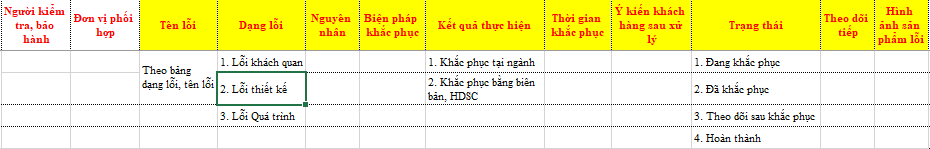 Người kiểm tra, bảo hành
Đơn vị phối hợp
Tên lỗi
Dạng lỗi
Nguyên nhân
Biện pháp khắc phục
Kết quả thực hiện
Thời gian khắc phục
Ý kiến khách hàng sau xử lý
Trạng thái
Theo dõi tiếp
Hình ảnh sản phẩm lỗi
Theo bảng dạng lỗi, tên lỗi
1. Lỗi khách quan
1. Khắc phục tại ngành
1. Đang khắc phục
2. Lỗi thiết kế
2. Khắc phục bằng biên bản, HDSC
2. Đã khắc phục
3. Lỗi Quá trình
3. Theo dõi sau khắc phục
4. Hoàn thành